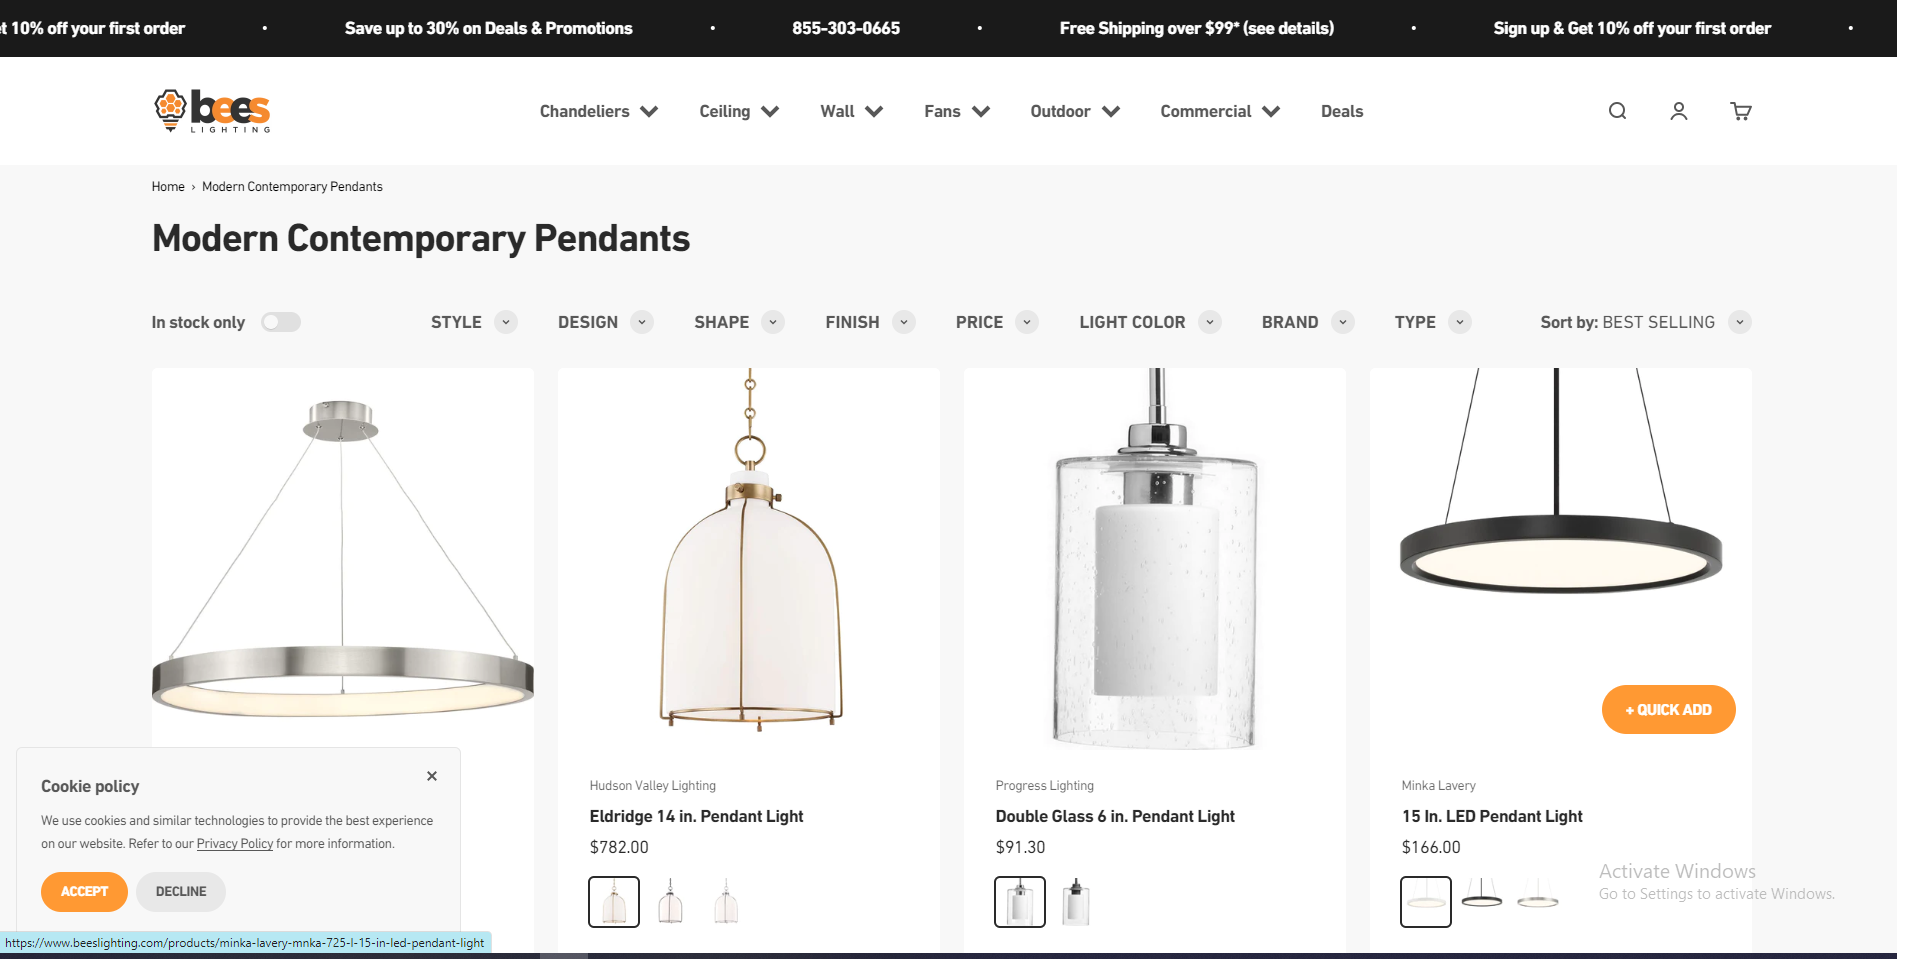 t 10% off your first order • Save up to 30% on Deals & Promotions • 855-303-0665 • Free Shipping over $99* (see details) • Sign up & Get 10% off your first order •
bees
LIGHTING
Chandeliers Ceiling Wall Fans Outdoor Commercial Deals
Home › Modern Contemporary Pendants
Modern Contemporary Pendants
In stock only STYLE DESIGN SHAPE FINISH PRICE LIGHT COLOR BRAND TYPE Sort by: BEST SELLING
+ QUICK ADD
Hudson Valley Lighting
Eldridge 14 in. Pendant Light
$782.00
Progress Lighting
Double Glass 6 in. Pendant Light
$91.30
Minka Lavery
15 In. LED Pendant Light
$166.00
Cookie policy
We use cookies and similar technologies to provide the best experience
on our website. Refer to our Privacy Policy for more information.
ACCEPT DECLINE
Activate Windows
Go to Settings to activate Windows.
https://www.beeslighting.com/products/minka-lavery-mnka-725-l-15-in-led-pendant-light